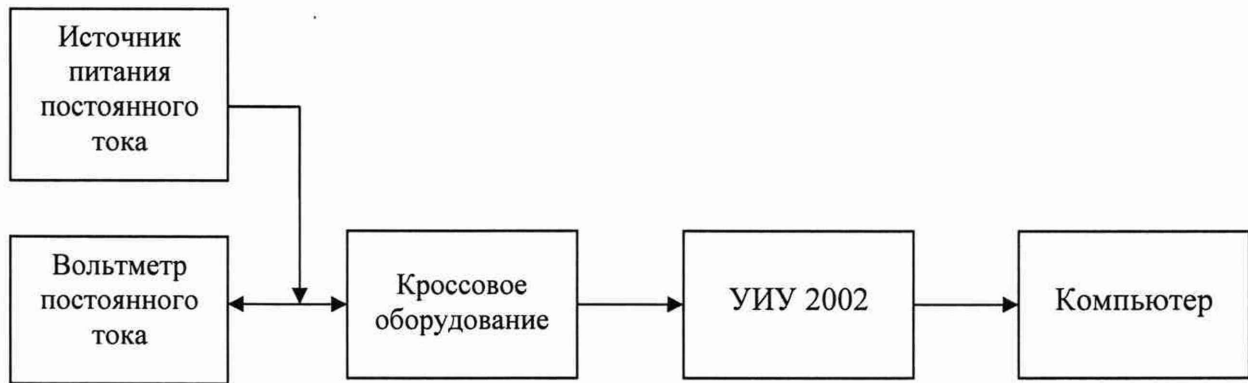 Источник
питания
постоянного
тока
Вольтметр
постоянного
тока
Кроссовое
оборудование
УИУ 2002
Компьютер